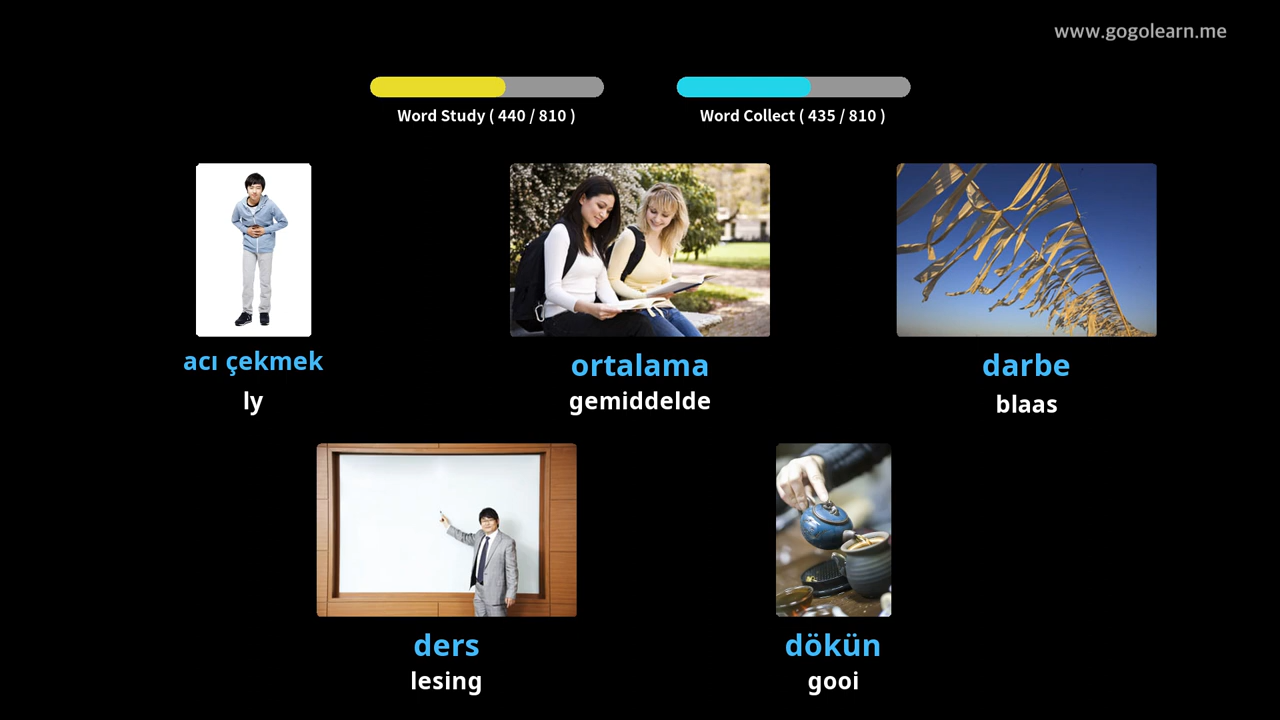 www.gogolearn.me
Word Study ( 440 / 810 )
Word Collect ( 435 / 810 )
acı çekmek
ly
ortalama
gemiddelde
darbe
blaas
ders
lesing
dökün
gooi